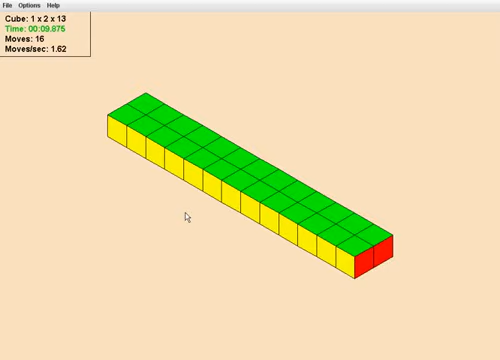 File Options Help
Cube: 1 x 2 x 13
Time: 00:09.875
Moves: 16
Moves/sec: 1.62